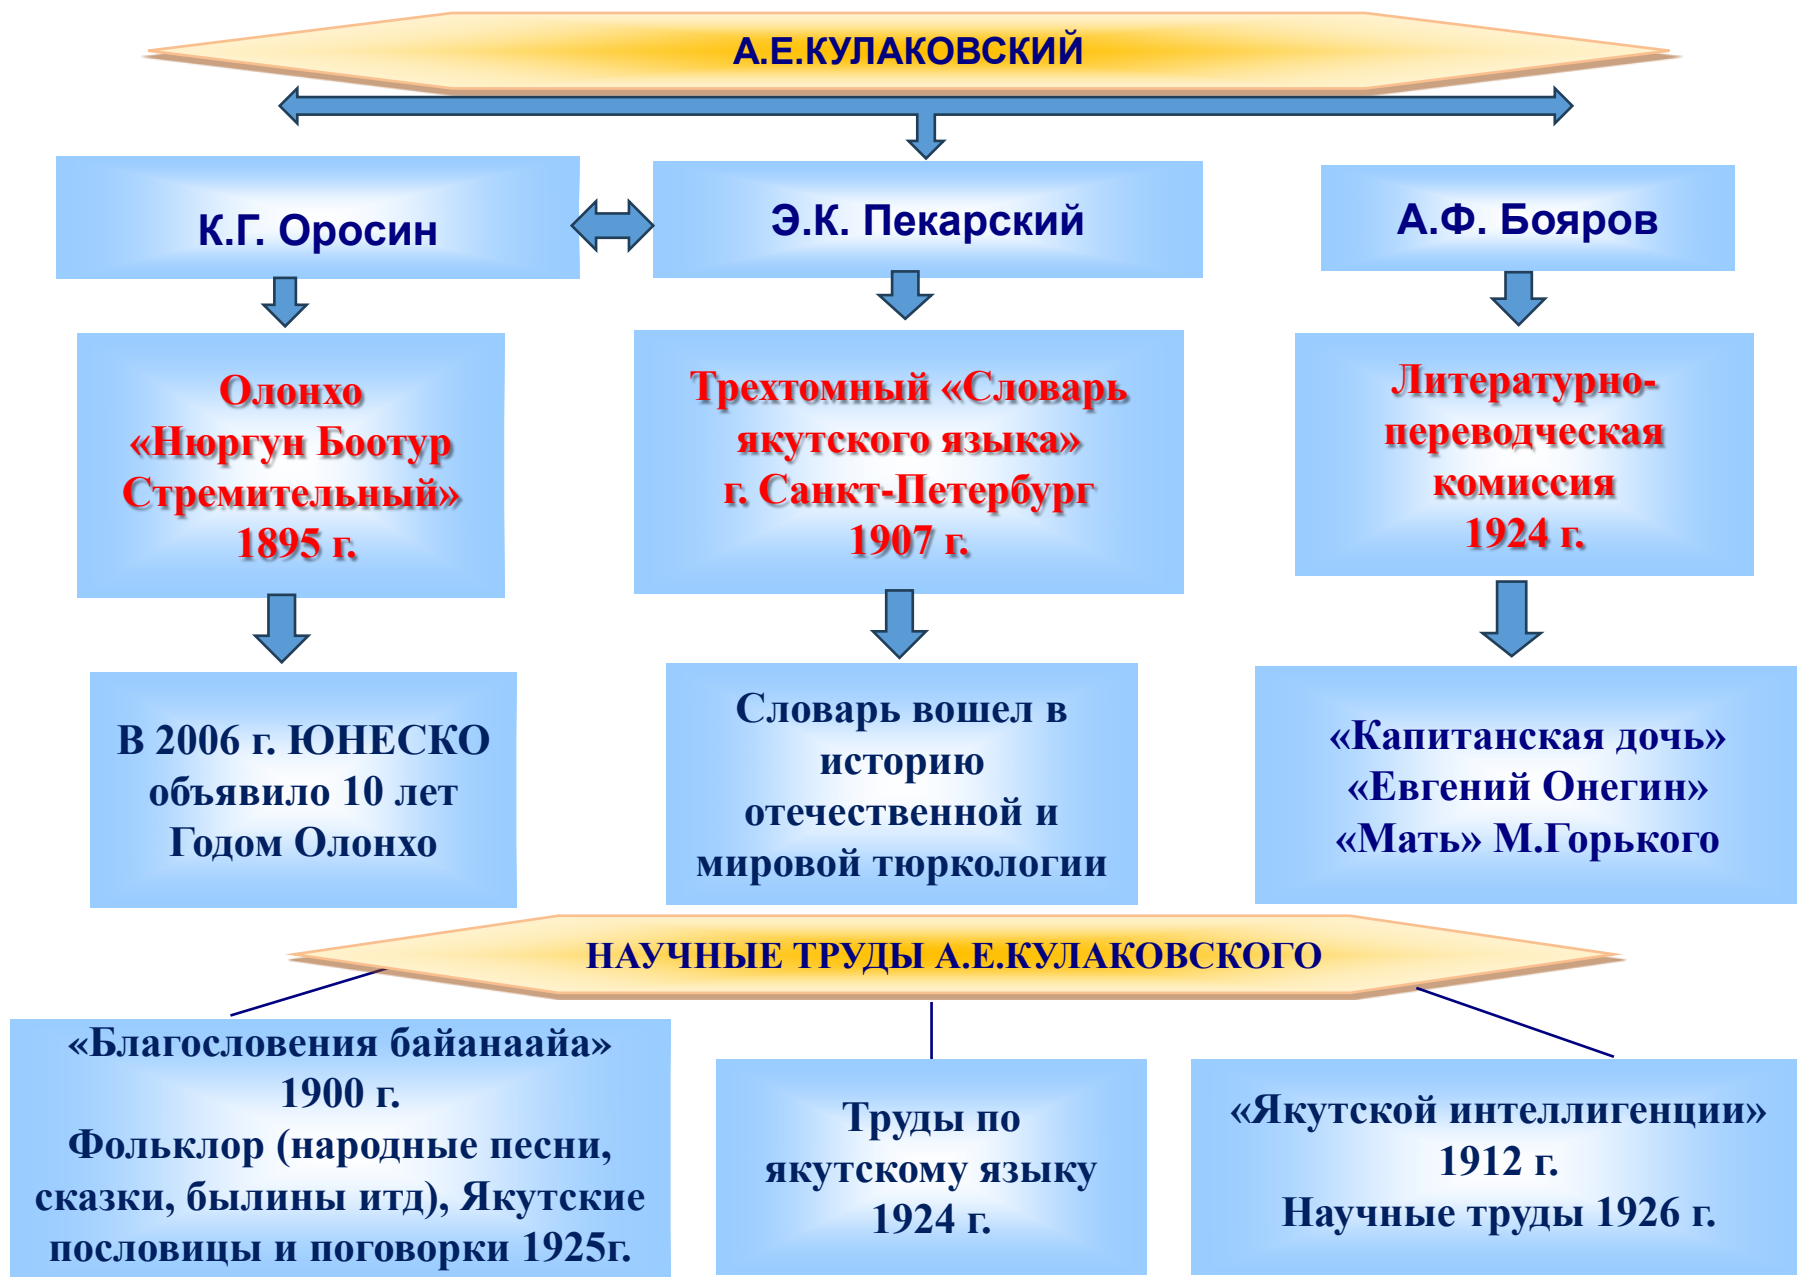 А.Е.КУЛАКОВСКИЙ
К.Г. Оросин
Э.К. Пекарский
А.Ф. Бояров
Олонхо
«Нюргун Боотур
Стремительный»
1895 г.
Трехтомный «Словарь
якутского языка»
г. Санкт-Петербург
1907 г.
Литературно-
переводческая
комиссия
1924 г.
В 2006 г. ЮНЕСКО
объявило 10 лет
Годом Олонхо
Словарь вошел в
историю
отечественной и
мировой тюркологии
«Капитанская дочь»
«Евгений Онегин»
«Мать» М.Горького
НАУЧНЫЕ ТРУДЫ А.Е.КУЛАКОВСКОГО
«Благословения байанаайа»
1900 г.
Фольклор (народные песни,
сказки, былины итд), Якутские
пословицы и поговорки 1925г.
Труды по
якутскому языку
1924 г.
«Якутской интеллигенции»
1912 г.
Научные труды 1926 г.